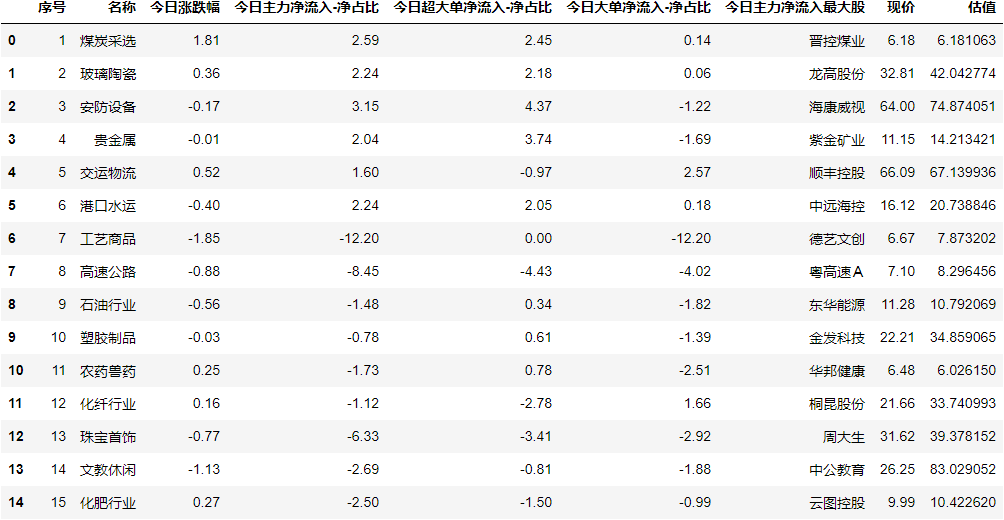 序号 名称 今日涨跌幅 今日主力净流入-净占比 今日超大单净流入-净占比 今日大单净流入-净占比 今日主力净流入最大股 现价 估值
0 1 煤炭采选 1.81 2.59 2.45 0.14 晋控煤业 6.18 6.181063
1 2 玻璃陶瓷 0.36 2.24 2.18 0.06 龙高股份 32.81 42.042774
2 3 安防设备 -0.17 3.15 4.37 -1.22 海康威视 64.00 74.874051
3 4 贵金属 -0.01 2.04 3.74 -1.69 紫金矿业 11.15 14.213421
4 5 交运物流 0.52 1.60 -0.97 2.57 顺丰控股 66.09 67.139936
5 6 港口水运 -0.40 2.24 2.05 0.18 中远海控 16.12 20.738846
6 7 工艺商品 -1.85 -12.20 0.00 -12.20 德艺文创 6.67 7.873202
7 8 高速公路 -0.88 -8.45 -4.43 -4.02 粤高速Ａ 7.10 8.296456
8 9 石油行业 -0.56 -1.48 0.34 -1.82 东华能源 11.28 10.792069
9 10 塑胶制品 -0.03 -0.78 0.61 -1.39 金发科技 22.21 34.859065
10 11 农药兽药 0.25 -1.73 0.78 -2.51 华邦健康 6.48 6.026150
11 12 化纤行业 0.16 -1.12 -2.78 1.66 桐昆股份 21.66 33.740993
12 13 珠宝首饰 -0.77 -6.33 -3.41 -2.92 周大生 31.62 39.378152
13 14 文教休闲 -1.13 -2.69 -0.81 -1.88 中公教育 26.25 83.029052
14 15 化肥行业 0.27 -2.50 -1.50 -0.99 云图控股 9.99 10.422620